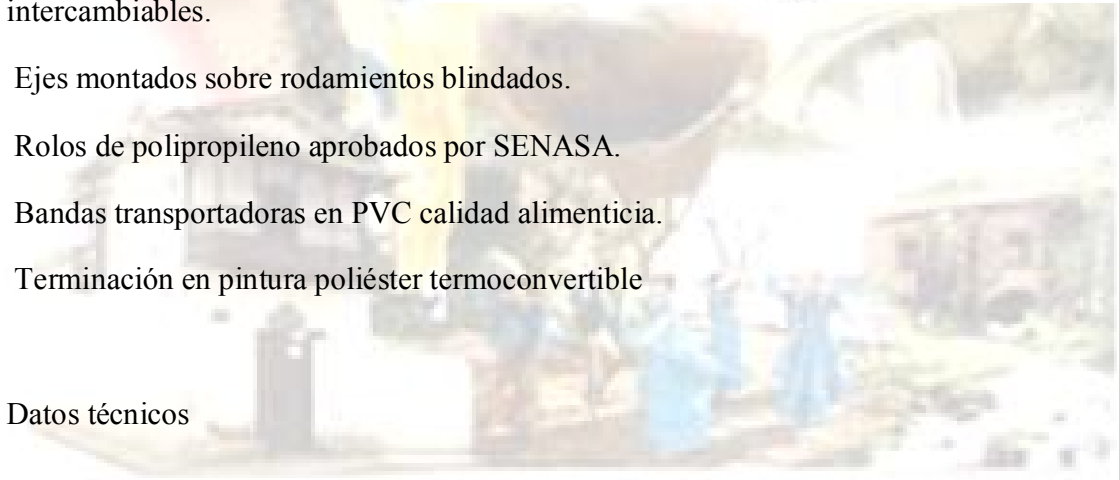 intercambiables.
Ejes montados sobre rodamientos blindados.
Rolos de polipropileno aprobados por SENASA.
Bandas transportadoras en PVC calidad alimenticia.
Terminación en pintura poliéster termoconvertible
Datos técnicos